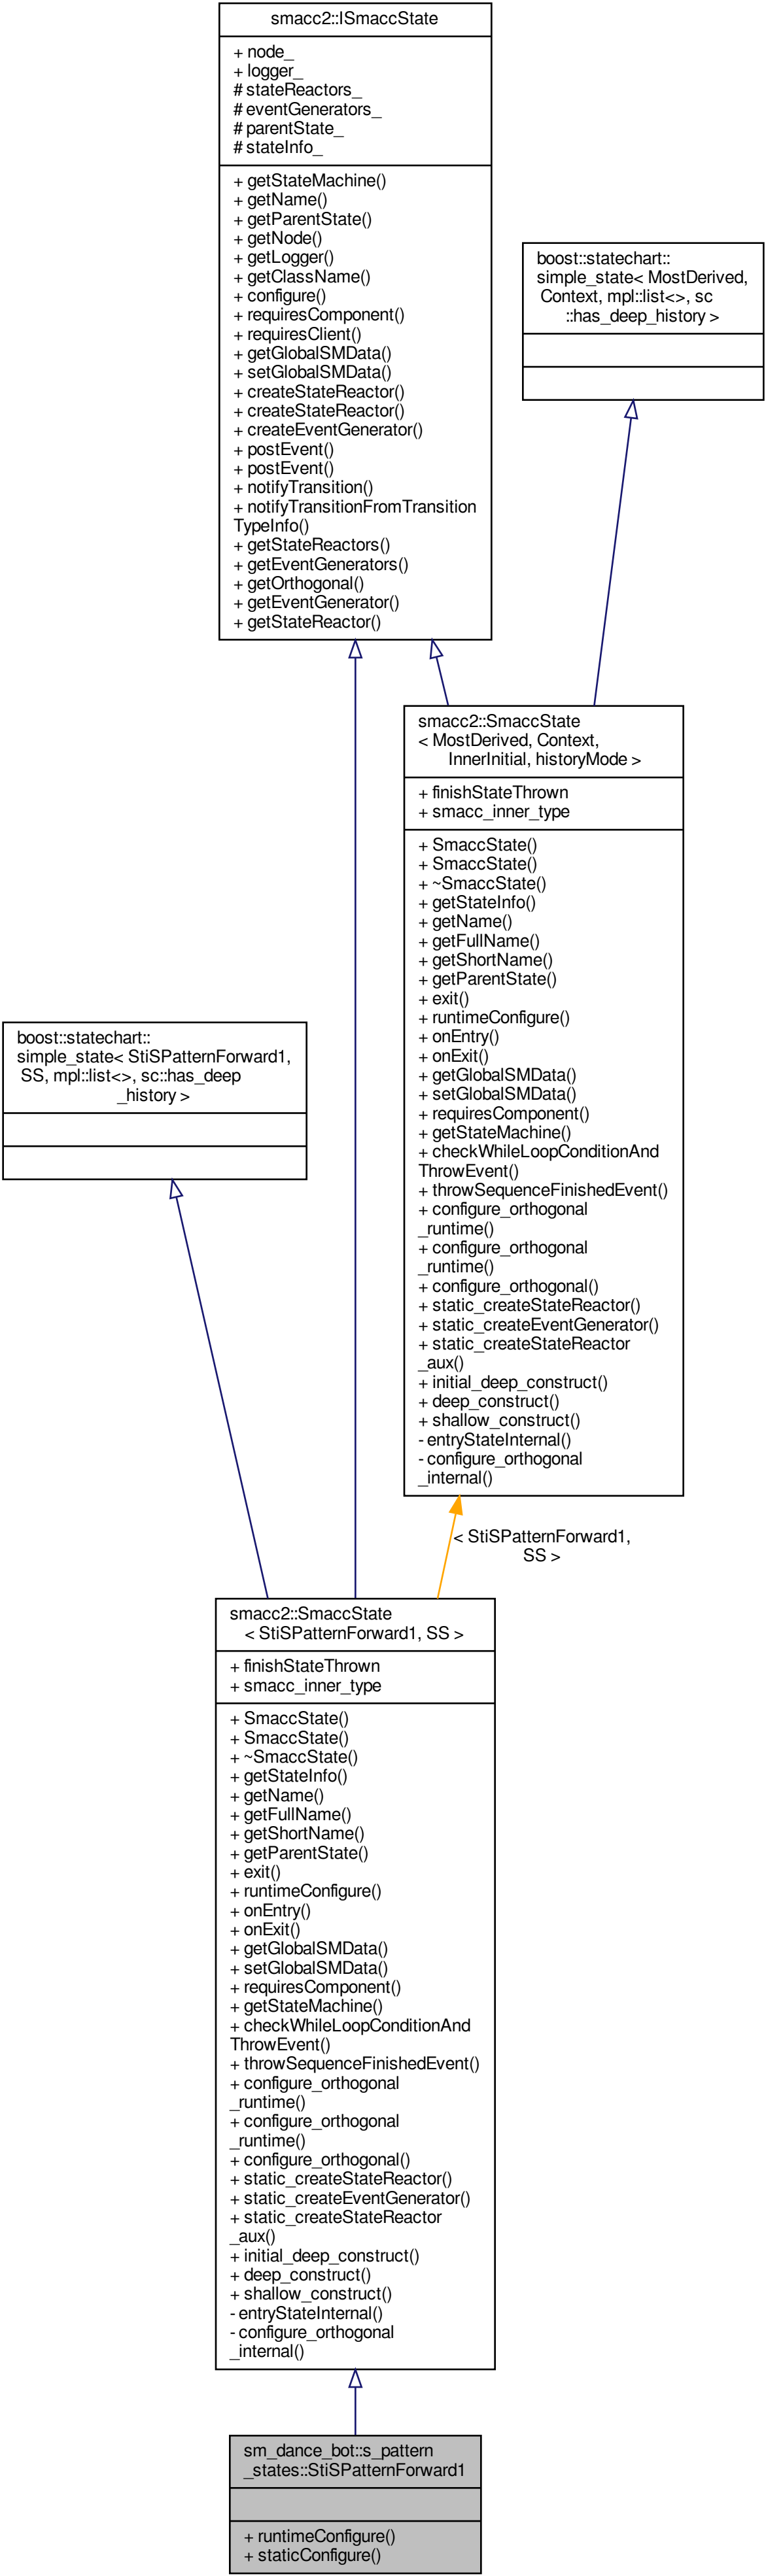 smacc2::ISmaccState
+ node_
+ logger_
# stateReactors_
# eventGenerators_
# parentState_
# stateInfo_
+ getStateMachine()
+ getName()
+ getParentState()
+ getNode()
+ getLogger()
+ getClassName()
+ configure()
+ requiresComponent()
+ requiresClient()
+ getGlobalSMData()
+ setGlobalSMData()
+ createStateReactor()
+ createStateReactor()
+ createEventGenerator()
+ postEvent()
+ postEvent()
+ notifyTransition()
+ notifyTransitionFromTransition
TypeInfo()
+ getStateReactors()
+ getEventGenerators()
+ getOrthogonal()
+ getEventGenerator()
+ getStateReactor()
boost::statechart::
simple_state< MostDerived,
Context, mpl::list<>, sc
::has_deep_history >
smacc2::SmaccState
< MostDerived, Context,
InnerInitial, historyMode >
+ finishStateThrown
+ smacc_inner_type
+ SmaccState()
+ SmaccState()
+ ~SmaccState()
+ getStateInfo()
+ getName()
+ getFullName()
+ getShortName()
+ getParentState()
+ exit()
+ runtimeConfigure()
+ onEntry()
+ onExit()
+ getGlobalSMData()
+ setGlobalSMData()
+ requiresComponent()
+ getStateMachine()
+ checkWhileLoopConditionAnd
ThrowEvent()
+ throwSequenceFinishedEvent()
+ configure_orthogonal
_runtime()
+ configure_orthogonal
_runtime()
+ configure_orthogonal()
+ static_createStateReactor()
+ static_createEventGenerator()
+ static_createStateReactor
_aux()
+ initial_deep_construct()
+ deep_construct()
+ shallow_construct()
- entryStateInternal()
- configure_orthogonal
_internal()
boost::statechart::
simple_state< StiSPatternForward1,
SS, mpl::list<>, sc::has_deep
_history >
< StiSPatternForward1,
SS >
smacc2::SmaccState
< StiSPatternForward1, SS >
+ finishStateThrown
+ smacc_inner_type
+ SmaccState()
+ SmaccState()
+ ~SmaccState()
+ getStateInfo()
+ getName()
+ getFullName()
+ getShortName()
+ getParentState()
+ exit()
+ runtimeConfigure()
+ onEntry()
+ onExit()
+ getGlobalSMData()
+ setGlobalSMData()
+ requiresComponent()
+ getStateMachine()
+ checkWhileLoopConditionAnd
ThrowEvent()
+ throwSequenceFinishedEvent()
+ configure_orthogonal
_runtime()
+ configure_orthogonal
_runtime()
+ configure_orthogonal()
+ static_createStateReactor()
+ static_createEventGenerator()
+ static_createStateReactor
_aux()
+ initial_deep_construct()
+ deep_construct()
+ shallow_construct()
- entryStateInternal()
- configure_orthogonal
_internal()
sm_dance_bot::s_pattern
_states::StiSPatternForward1
+ runtimeConfigure()
+ staticConfigure()